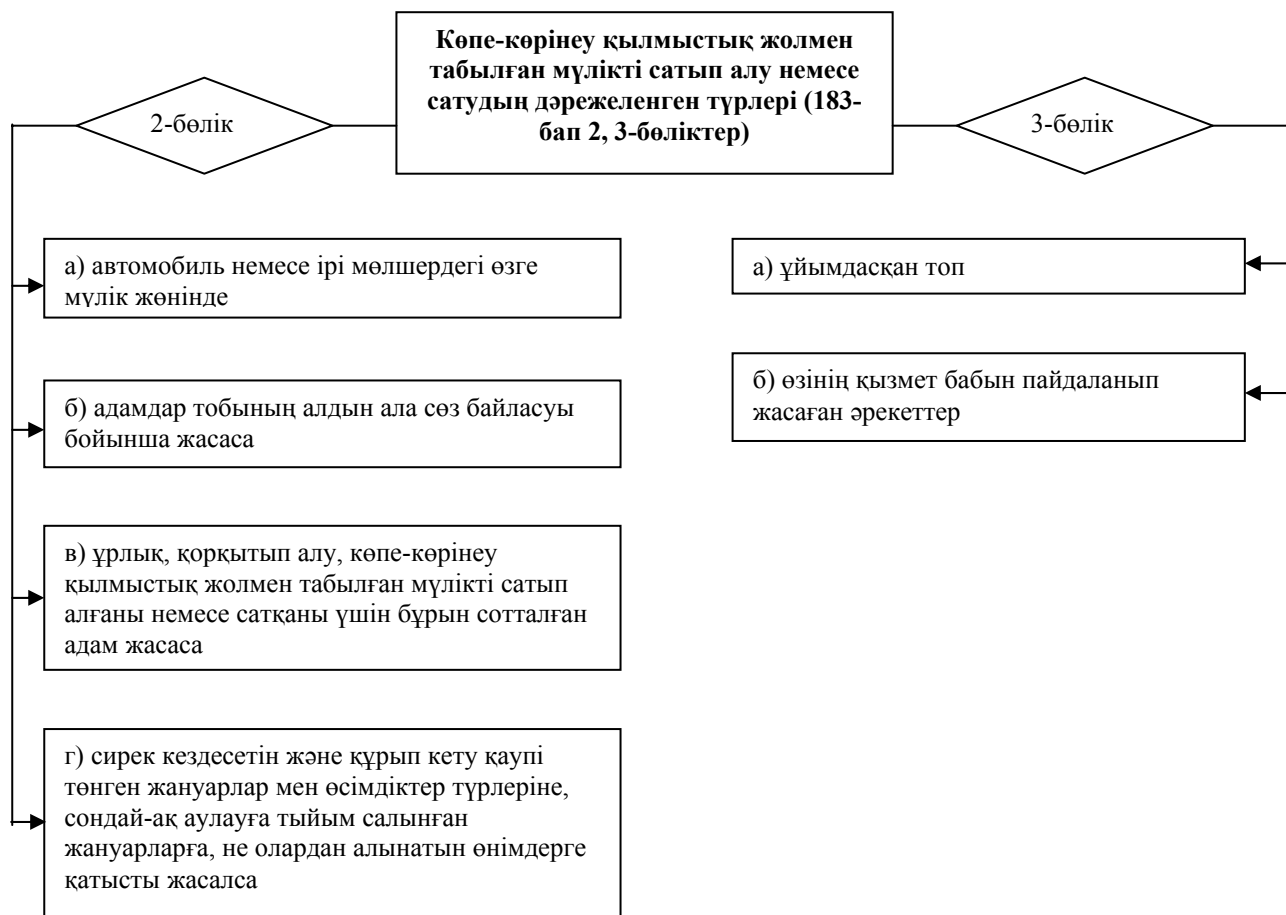 Көпе-көрінеу қылмыстық жолмен
табылған мүлікті сатып алу немесе
сатудың дәрежеленген түрлері (183-
бап 2, 3-бөліктер)
2-бөлік
3-бөлік
а) автомобиль немесе ірі мөлшердегі өзге
мүлік жөнінде
б) адамдар тобының алдын ала сөз байласуы
бойынша жасаса
в) ұрлық, қорқытып алу, көпе-көрінеу
қылмыстық жолмен табылған мүлікті сатып
алғаны немесе сатқаны үшін бұрын сотталған
адам жасаса
г) сирек кездесетін және құрып кету қаупі
төнген жануарлар мен өсімдіктер түрлеріне,
сондай-ақ аулауға тыйым салынған
жануарларға, не олардан алынатын өнімдерге
қатысты жасалса
а) ұйымдасқан топ
б) өзінің қызмет бабын пайдаланып
жасаған әрекеттер